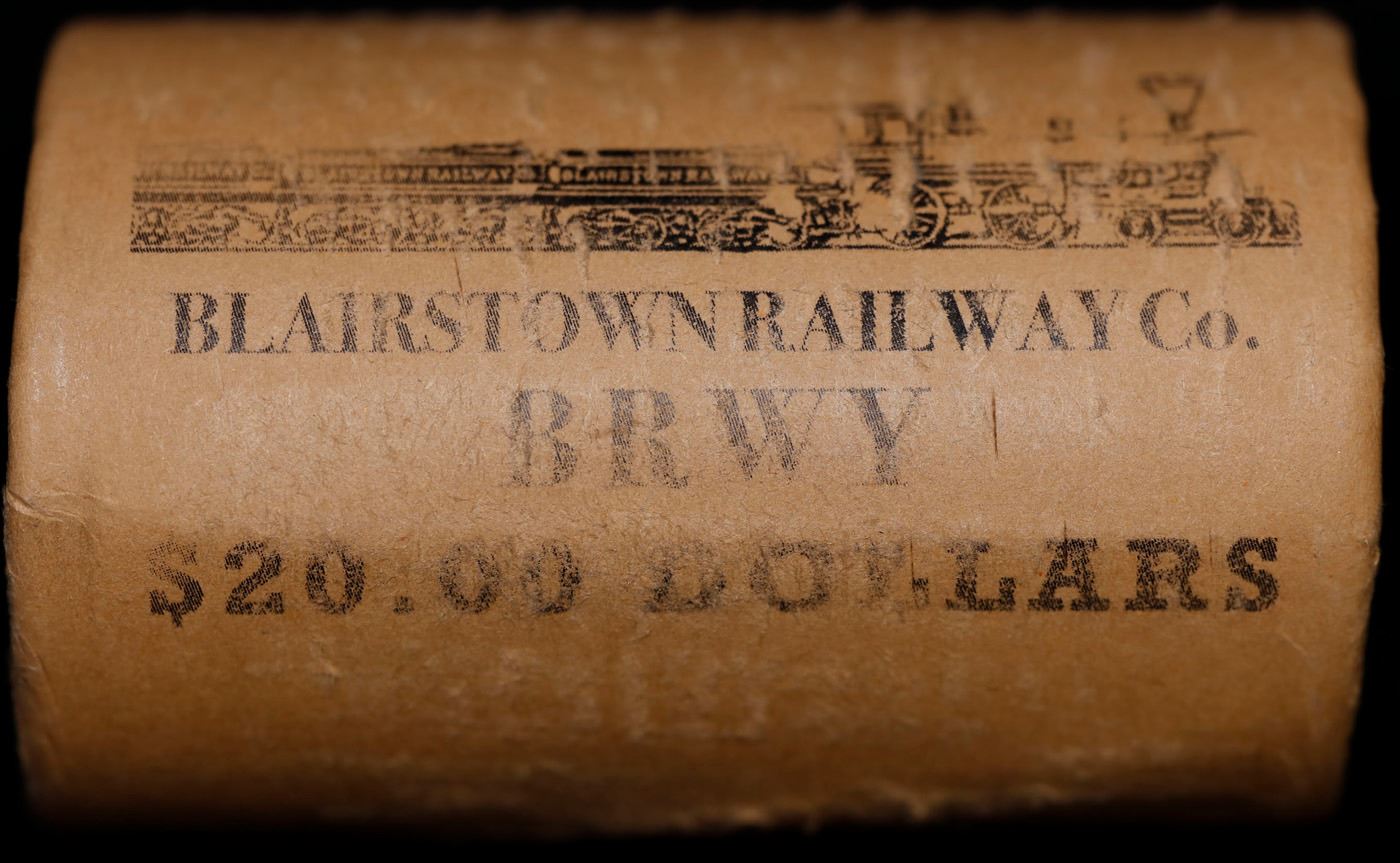 BLAIRSTOWN RAILWAY Co.
BRWY
$20.00 DOLLARS